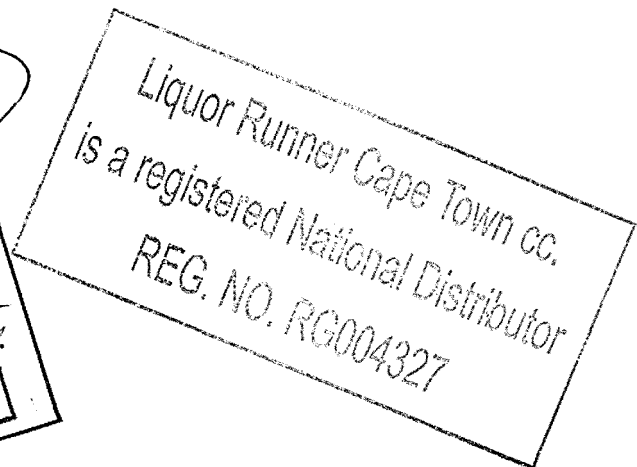 Liquor Runner Cape Town cc.
is a registered National Distributor
REG. NO. RG004327